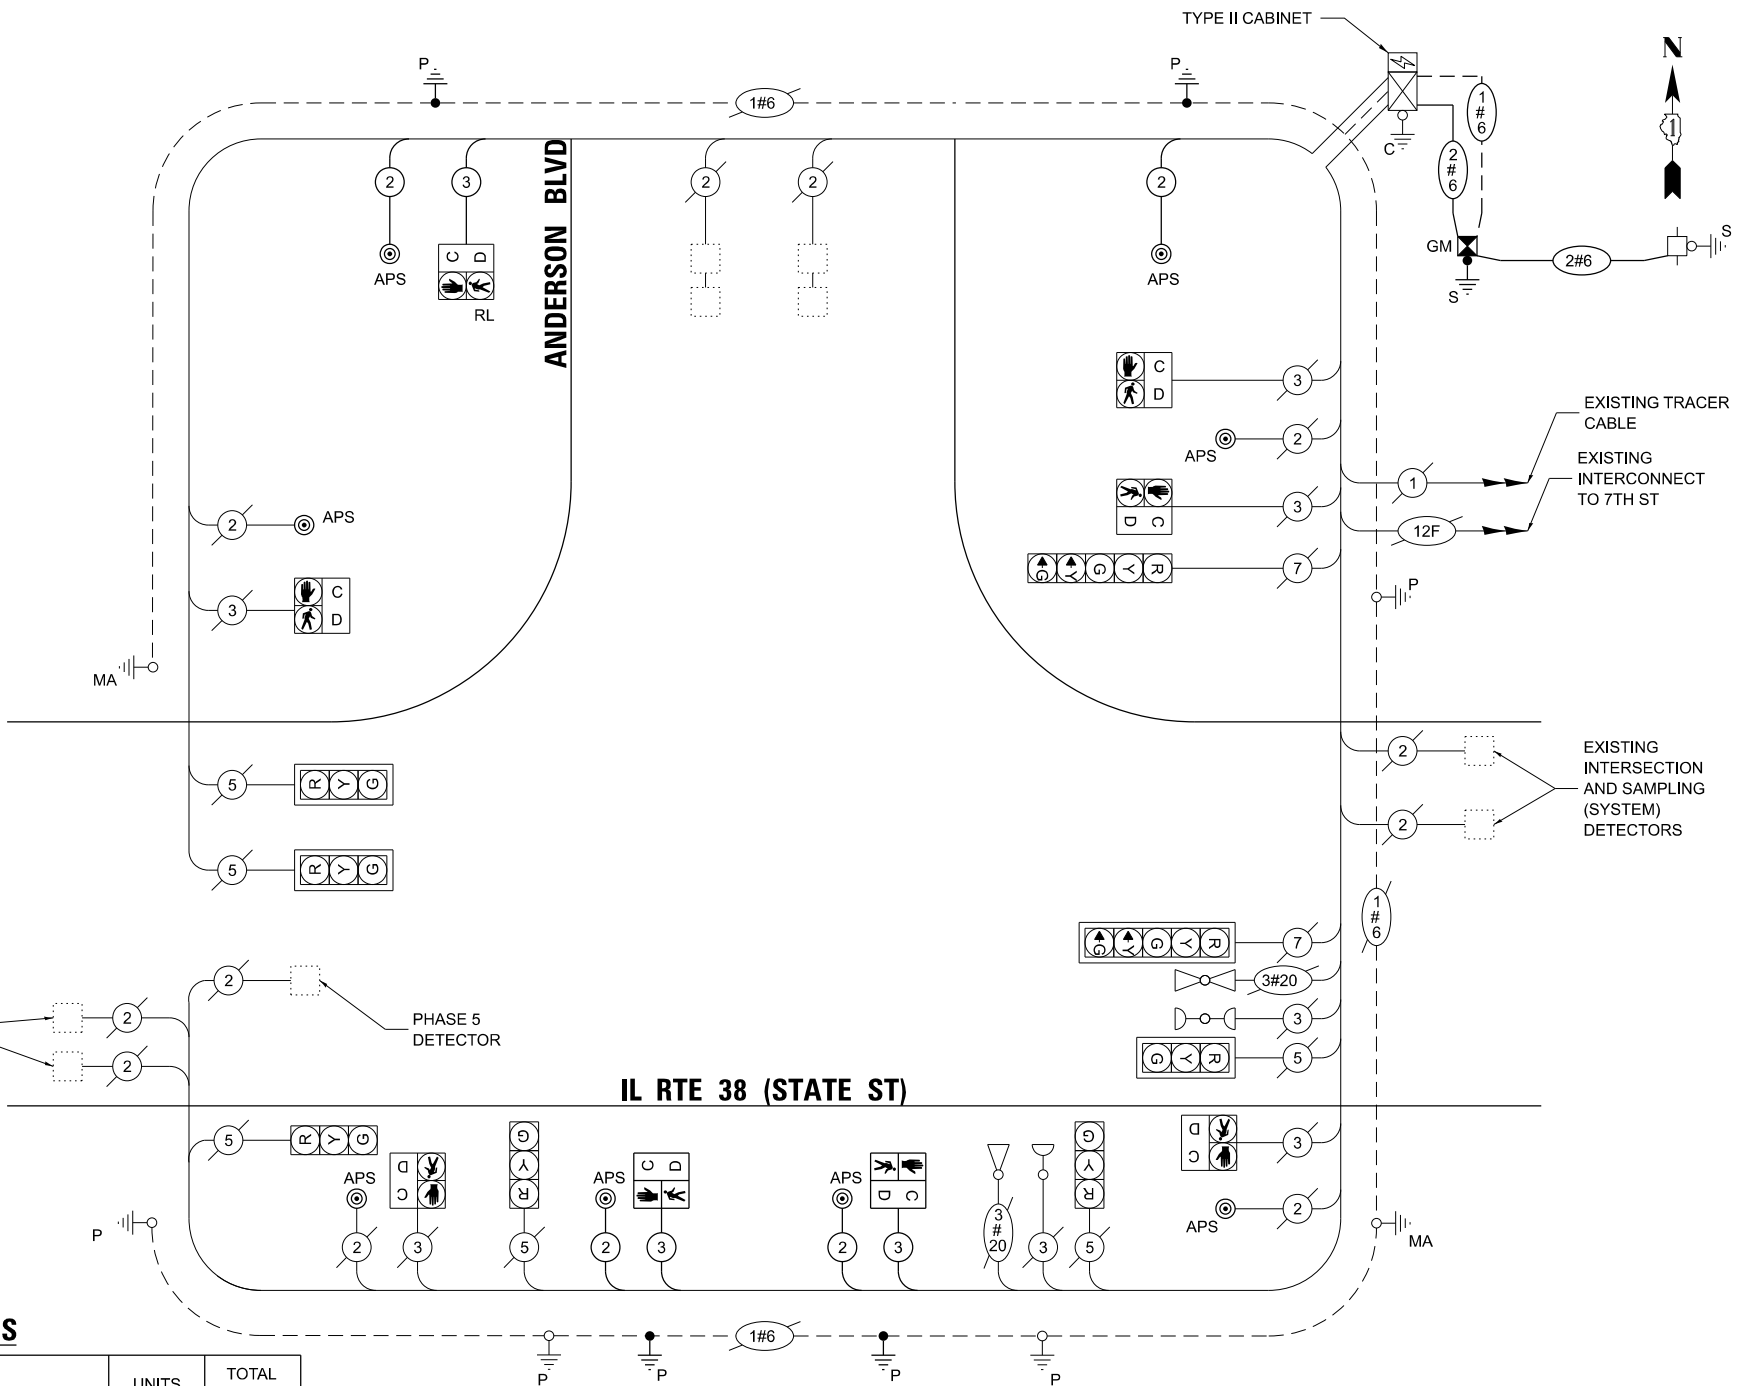 TYPE II CABINET
N
P
P
1#6
1
#
6
1
C
2
#
6
2
3
ANDERSON BLVD
2
2
2
GM
2#6
S
S
APS
C D
RL
APS
C
D
3
APS
2
EXISTING TRACER
CABLE
1
EXISTING
INTERCONNECT
TO 7TH ST
D C
3
12F
2
APS
G Y G Y R
7
P
3
C
D
MA
2
EXISTING
INTERSECTION
AND SAMPLING
(SYSTEM)
DETECTORS
5
R Y G
2
5
R Y G
1
#
6
G Y G Y R
7
2
3#20
2
PHASE 5
DETECTOR
3
2
G Y R
5
IL RTE 38 (STATE ST)
5
R Y G
APS
D
C
G
Y
R
APS
C D
APS
D C
G
Y
R
D
C
3
APS
2
P
2
3
5
2
3
2
3
3
#
20
3
5
MA
S
1#6
P
P
P
P
UNITS
TOTAL